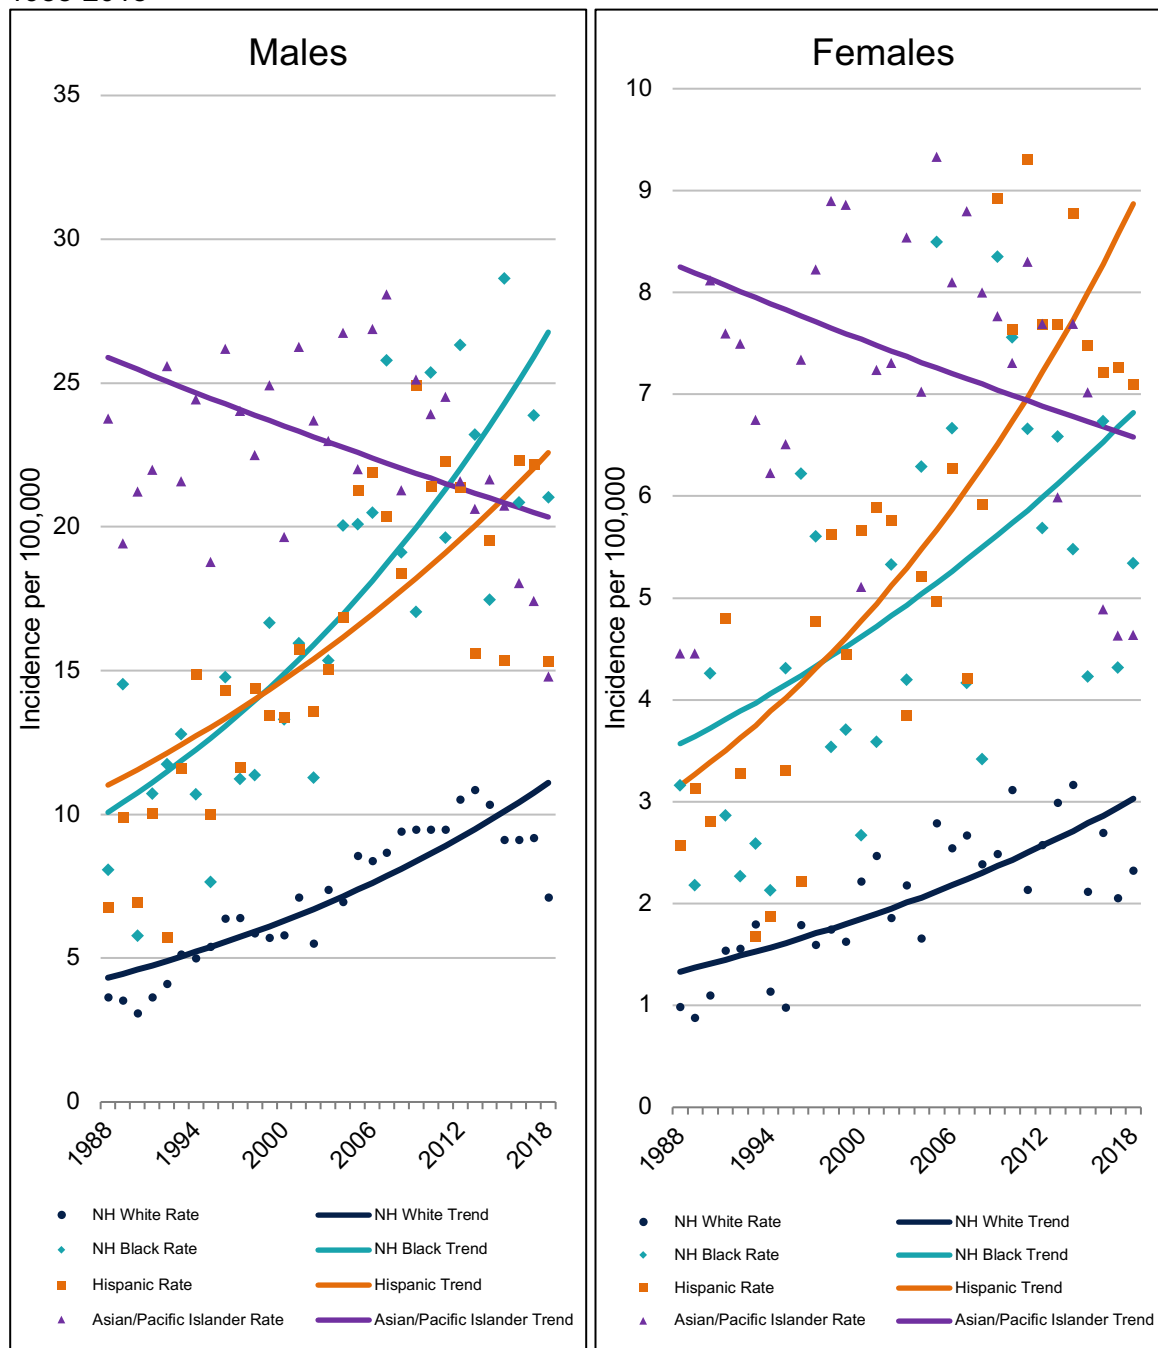 Males
Incidence per 100,000
35
30
25
20
15
10
5
0
1988
1994
2000
2006
2012
2018
NH White Rate
NH White Trend
NH Black Rate
NH Black Trend
Hispanic Rate
Hispanic Trend
Asian/Pacific Islander Rate
Asian/Pacific Islander Trend
Females
Incidence per 100,000
10
9
8
7
6
5
4
3
2
1
0
1988
1994
2000
2006
2012
2018
NH White Rate
NH White Trend
NH Black Rate
NH Black Trend
Hispanic Rate
Hispanic Trend
Asian/Pacific Islander Rate
Asian/Pacific Islander Trend